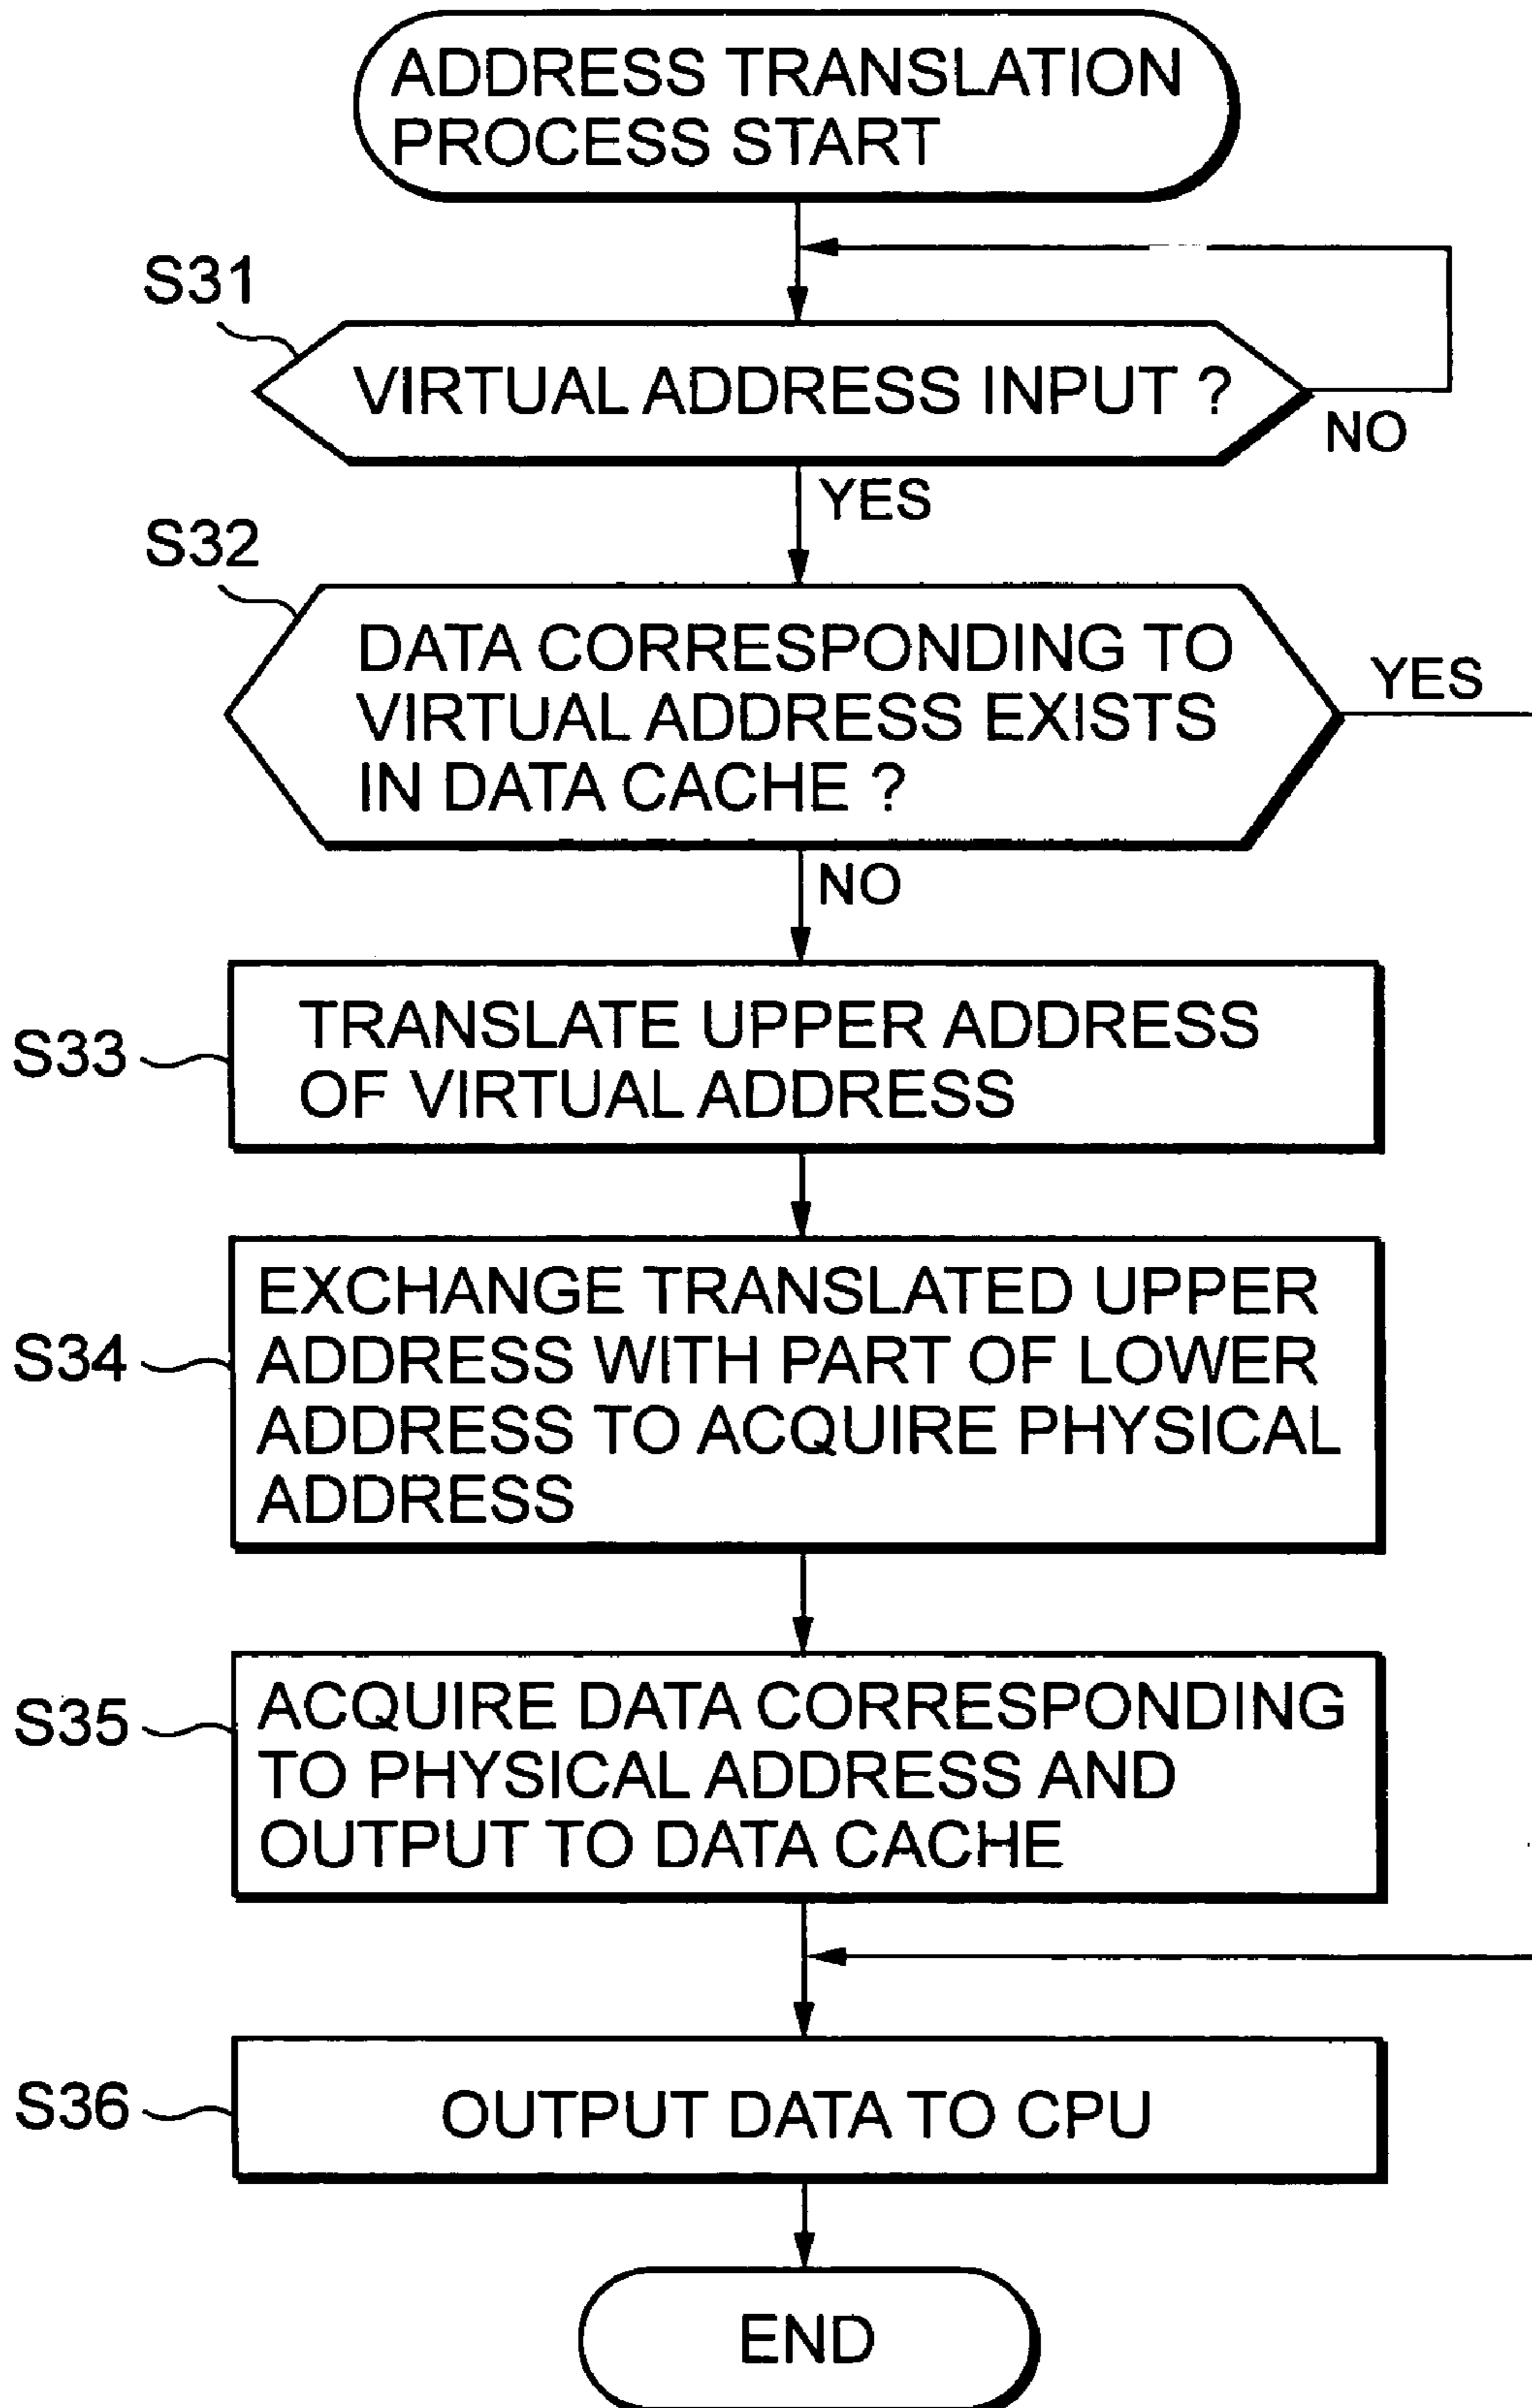 ADDRESS TRANSLATION
PROCESS START
S31
VIRTUAL ADDRESS INPUT ?
NO
YES
S32
DATA CORRESPONDING TO
VIRTUAL ADDRESS EXISTS
IN DATA CACHE ?
YES
NO
S33
TRANSLATE UPPER ADDRESS
OF VIRTUAL ADDRESS
S34
EXCHANGE TRANSLATED UPPER
ADDRESS WITH PART OF LOWER
ADDRESS TO ACQUIRE PHYSICAL
ADDRESS
S35
ACQUIRE DATA CORRESPONDING
TO PHYSICAL ADDRESS AND
OUTPUT TO DATA CACHE
S36
OUTPUT DATA TO CPU
END